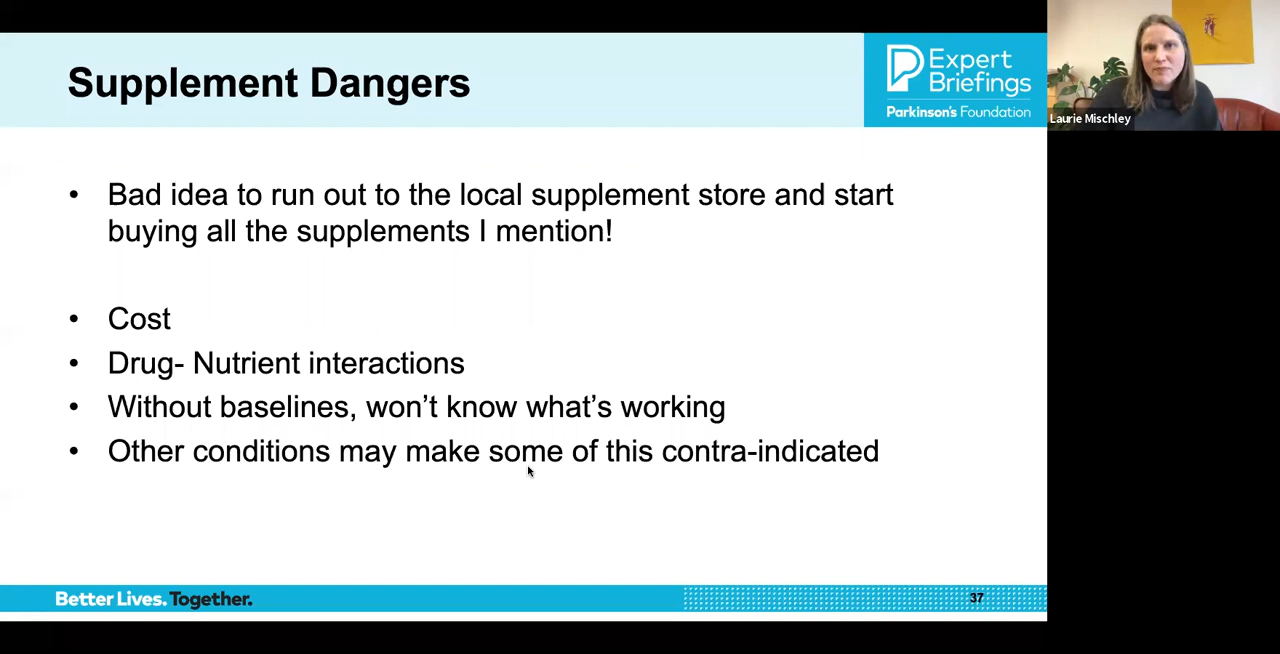 Supplement Dangers
Expert
Briefings
Parkinson's Foundation
Laurie Mischley
• Bad idea to run out to the local supplement store and start
buying all the supplements I mention!
• Cost
• Drug- Nutrient interactions
• Without baselines, won't know what's working
• Other conditions may make some of this contra-indicated
Better Lives. Together.
37